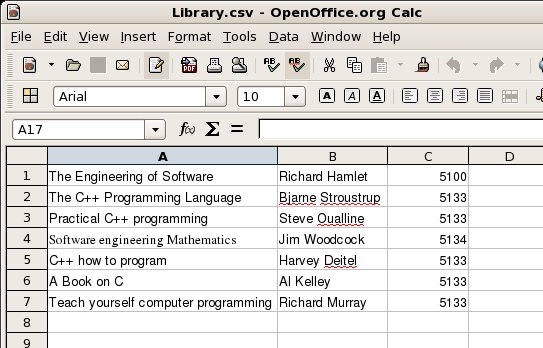 Library.csv - OpenOffice.org Calc
File Edit View Insert Format Tools Data Window Help
ABC ABC
Arial 10 A A A
A17 f(x) Σ =
A B C D
1 The Engineering of Software Richard Hamlet 5100
2 The C++ Programming Language Bjarne Stroustrup 5133
3 Practical C++ programming Steve Oualline 5133
4 Software engineering Mathematics Jim Woodcock 5134
5 C++ how to program Harvey Deitel 5133
6 A Book on C Al Kelley 5133
7 Teach yourself computer programming Richard Murray 5133
8
9